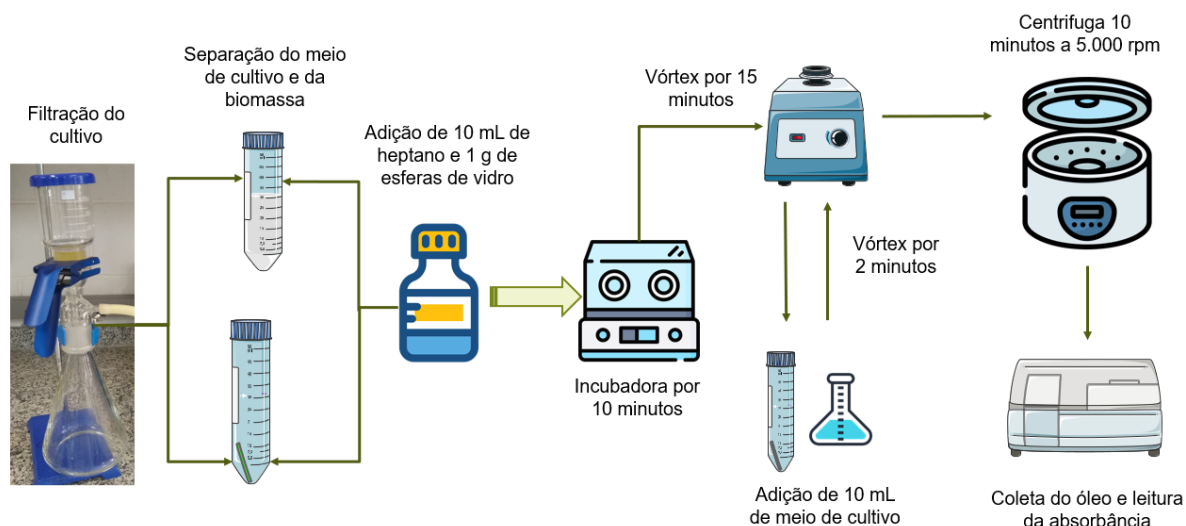 Filtração do
cultivo
Separação do meio
de cultivo e da
biomassa
Adição de 10 mL de
heptano e 1 g de
esferas de vidro
Incubadora por
10 minutos
Vórtex por 15
minutos
Vórtex por
2 minutos
Adição de 10 mL
de meio de cultivo
Centrifuga 10
minutos a 5.000 rpm
Coleta do óleo e leitura
da absorbância